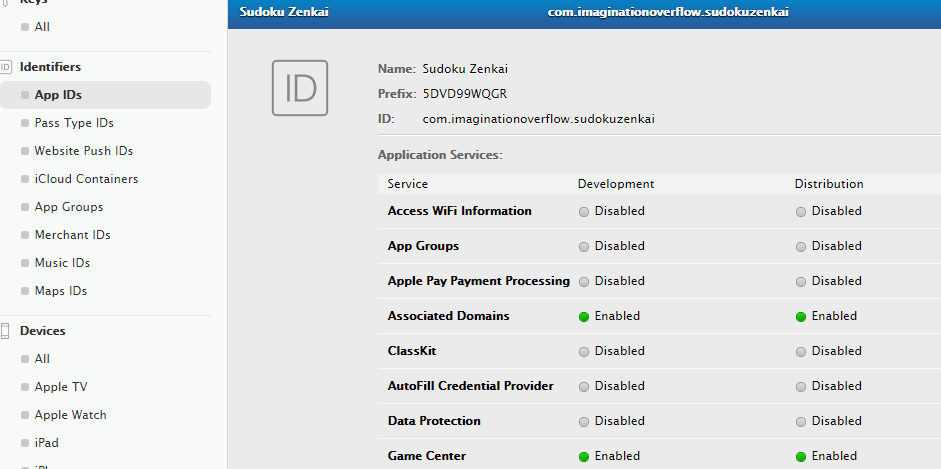 Keys
All
ID Identifiers
App IDs
Pass Type IDs
Website Push IDs
iCloud Containers
App Groups
Merchant IDs
Music IDs
Maps IDs
Devices
All
Apple TV
Apple Watch
iPad
Sudoku Zenkai com.imaginationoverflow.sudokuzenkai
ID
Name: Sudoku Zenkai
Prefix: 5DVD99WQGR
ID: com.imaginationoverflow.sudokuzenkai
Application Services:
Service Development Distribution
Access WiFi Information Disabled Disabled
App Groups Disabled Disabled
Apple Pay Payment Processing Disabled Disabled
Associated Domains Enabled Enabled
ClassKit Disabled Disabled
AutoFill Credential Provider Disabled Disabled
Data Protection Disabled Disabled
Game Center Enabled Enabled